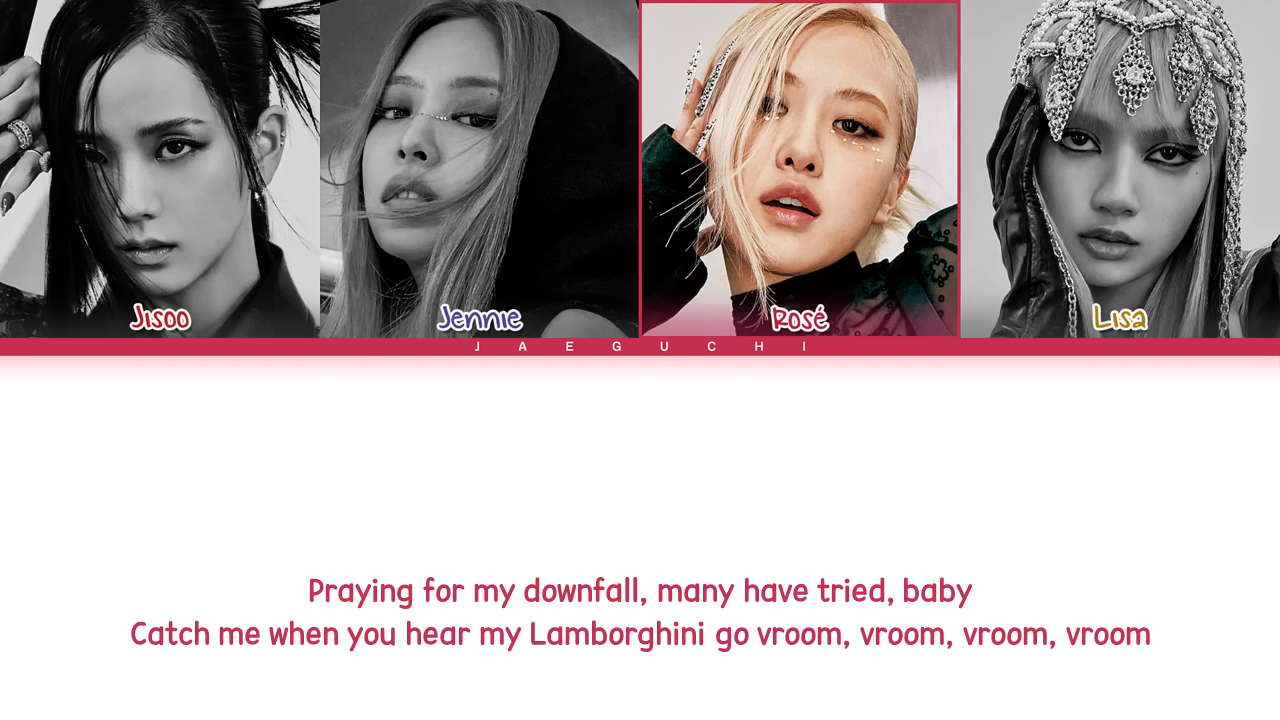 Jisoo
Jennie
Rosé
Lisa
JAEGUCHI
Praying for my downfall, many have tried, baby
Catch me when you hear my Lamborghini go vroom, vroom, vroom, vroom